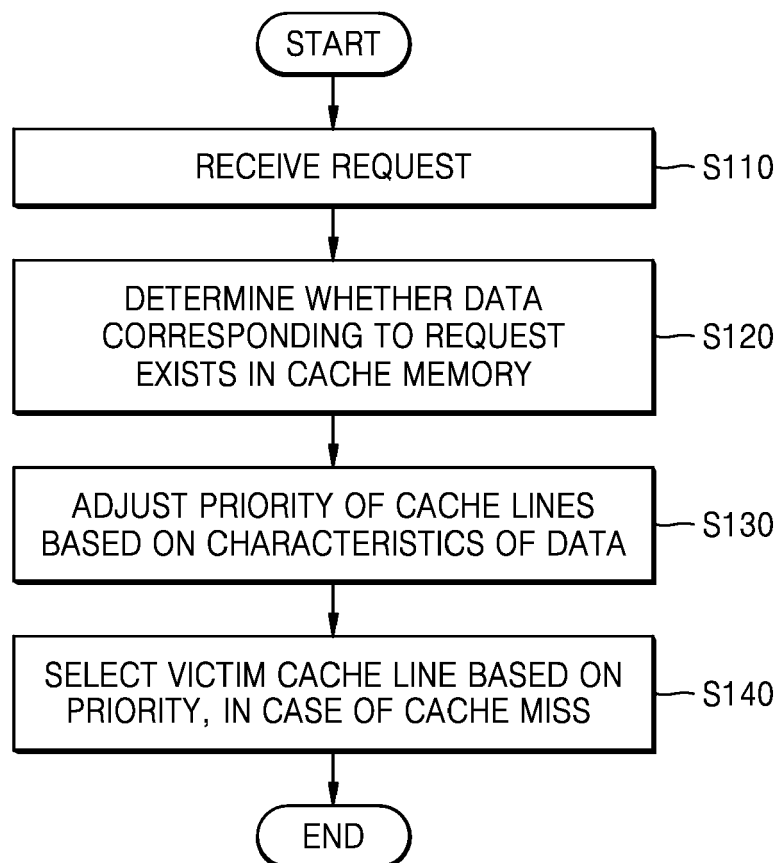 START
RECEIVE REQUEST
S110
DETERMINE WHETHER DATA
CORRESPONDING TO REQUEST
EXISTS IN CACHE MEMORY
S120
ADJUST PRIORITY OF CACHE LINES
BASED ON CHARACTERISTICS OF DATA
S130
SELECT VICTIM CACHE LINE BASED ON
PRIORITY, IN CASE OF CACHE MISS
S140
END